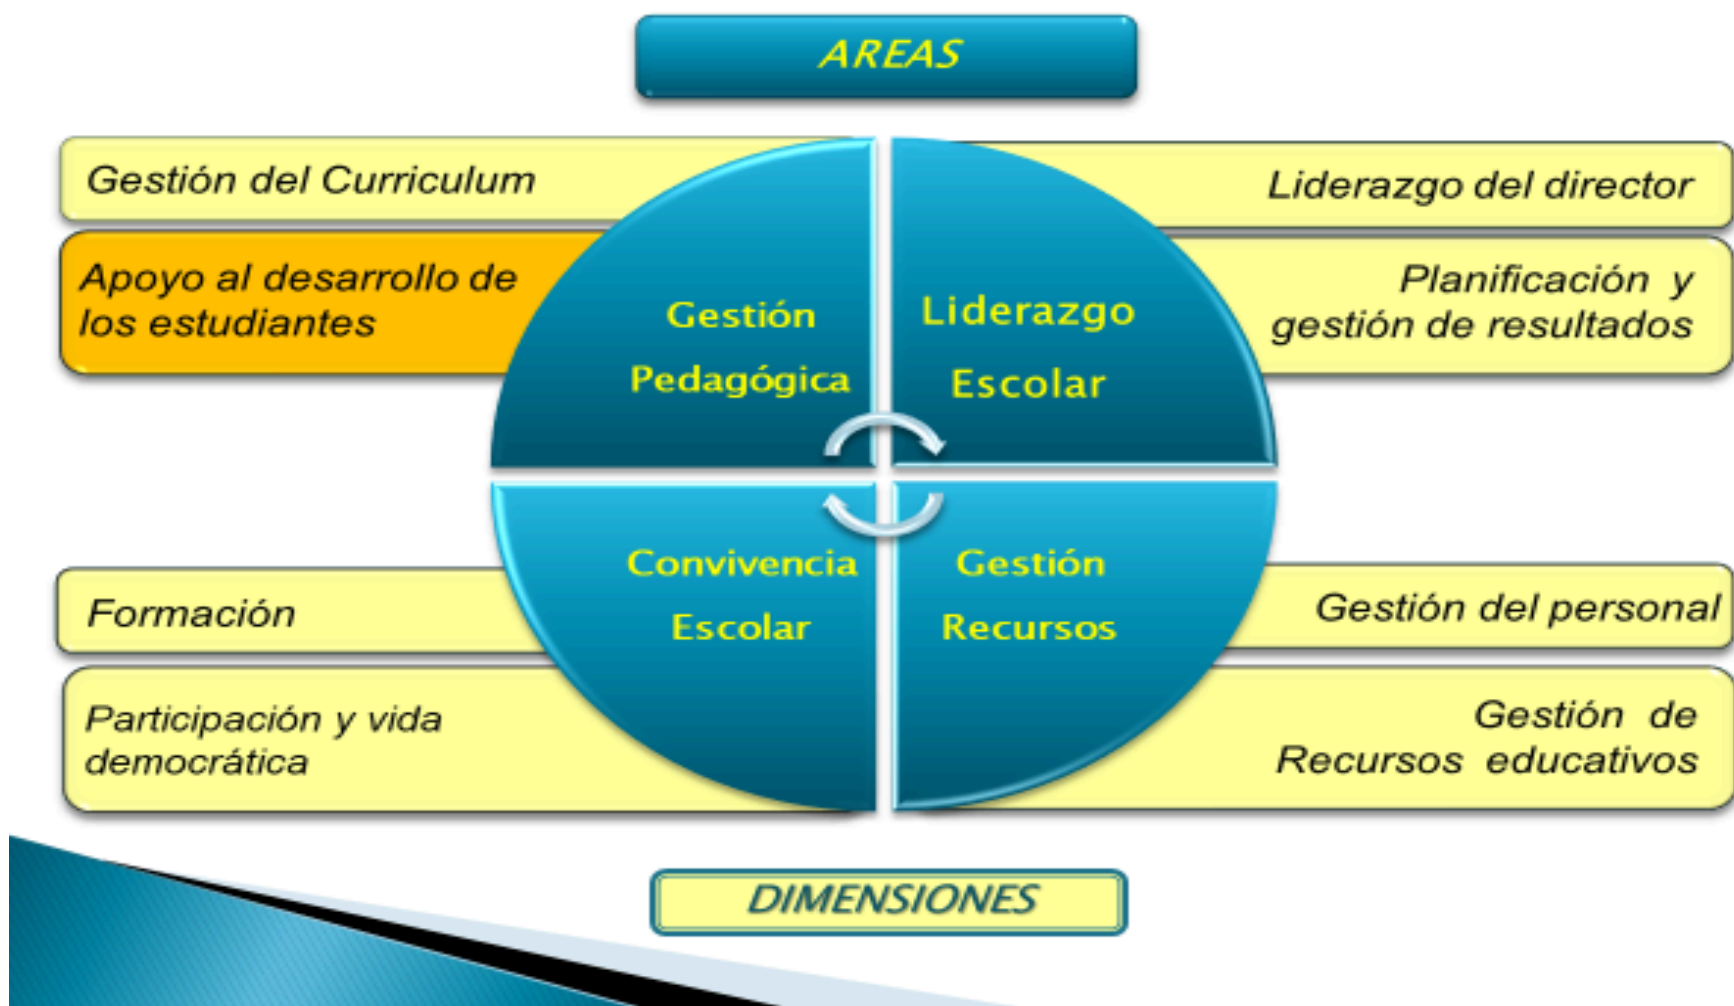 AREAS
Gestión del Curriculum
Apoyo al desarrollo de
los estudiantes
Gestión
Pedagógica
Liderazgo
Escolar
Liderazgo del director
Planificación y
gestión de resultados
Formación
Participación y vida
democrática
Convivencia
Escolar
Gestión
Recursos
Gestión del personal
Gestión de
Recursos educativos
DIMENSIONES